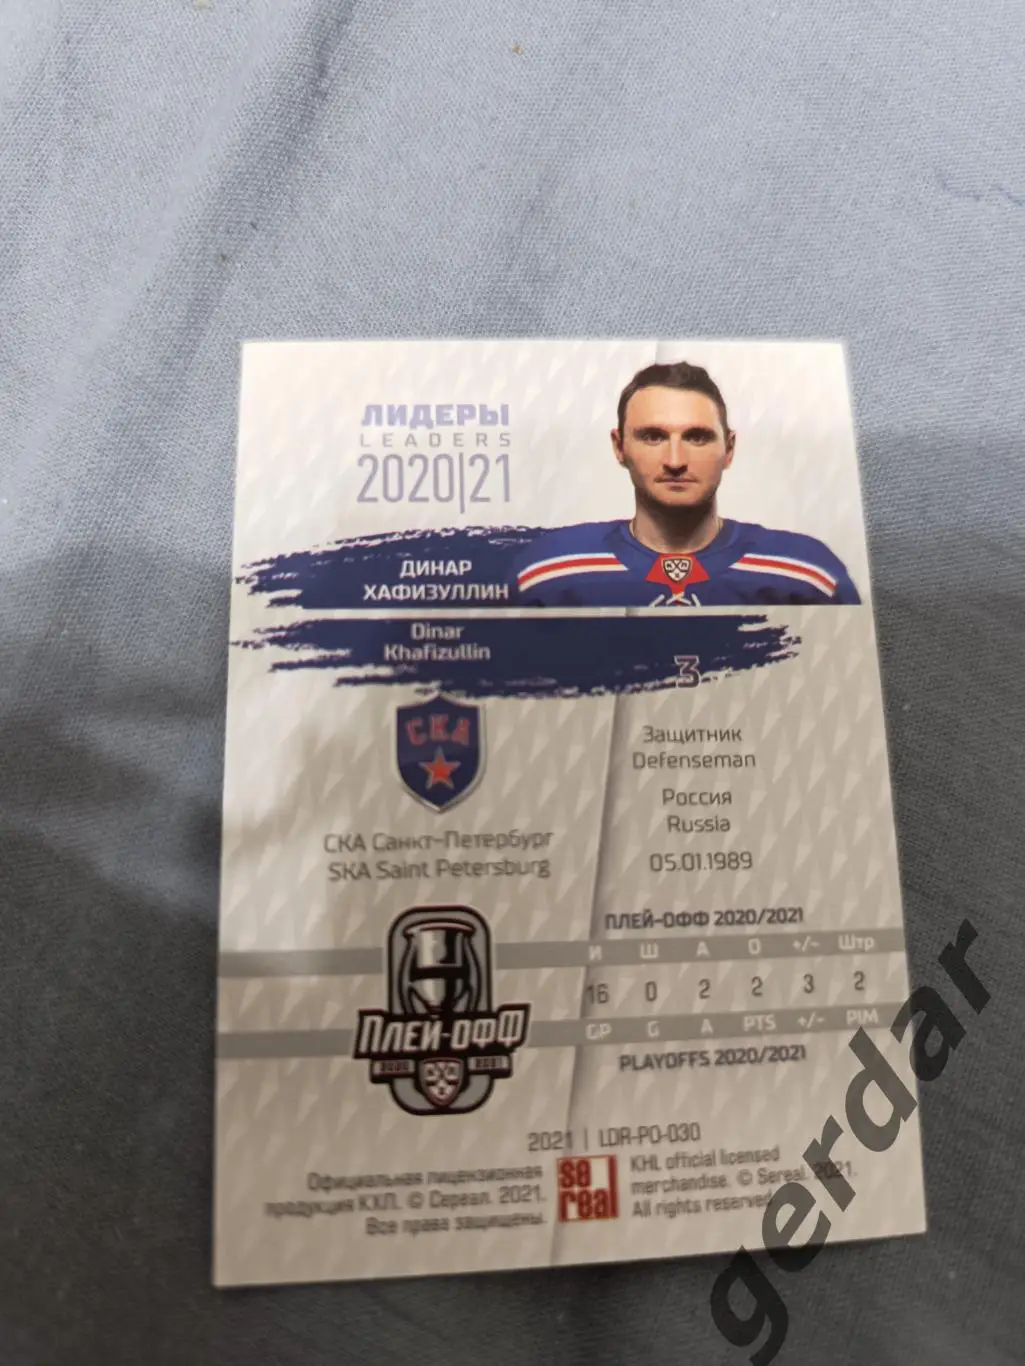 ЛИДЕРЫ
LEADERS
2020|21
ДИНАР
ХАФИЗУЛЛИН
Dinar
Khafizullin
3
СКА
Защитник
Defenseman
Россия
Russia
05.01.1989
СКА Санкт-Петербург
SKA Saint Petersburg
ПЛЕЙ-ОФФ 2020/2021
И Ш А О +/- Штр
16 0 2 2 3 2
GP G A PTS +/- PIM
PLAYOFFS 2020/2021
ПЛЕЙ-ОФФ
2020 2021
2021 | LDR-PO-030
Официальная лицензионная
продукция КХЛ. © Сереал. 2021.
Все права защищены.
se
real
KHL official licensed
merchandise. © Sereal. 2021.
All rights reserved.
gerdar